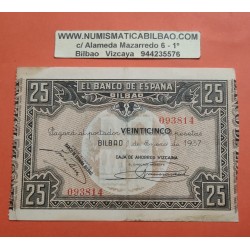 WWW.NUMISMATICABILBAO.COM
c/ Alameda Mazarredo 6 - 1º
Bilbao Vizcaya 944235576
EL BANCO DE ESPAÑA
BILBAO
25 25
093814
Pagará al portador VEINTICINCO pesetas
BILBAO 1 de Enero de 1937
CAJA DE AHORROS VIZCAINA
093814
25 25